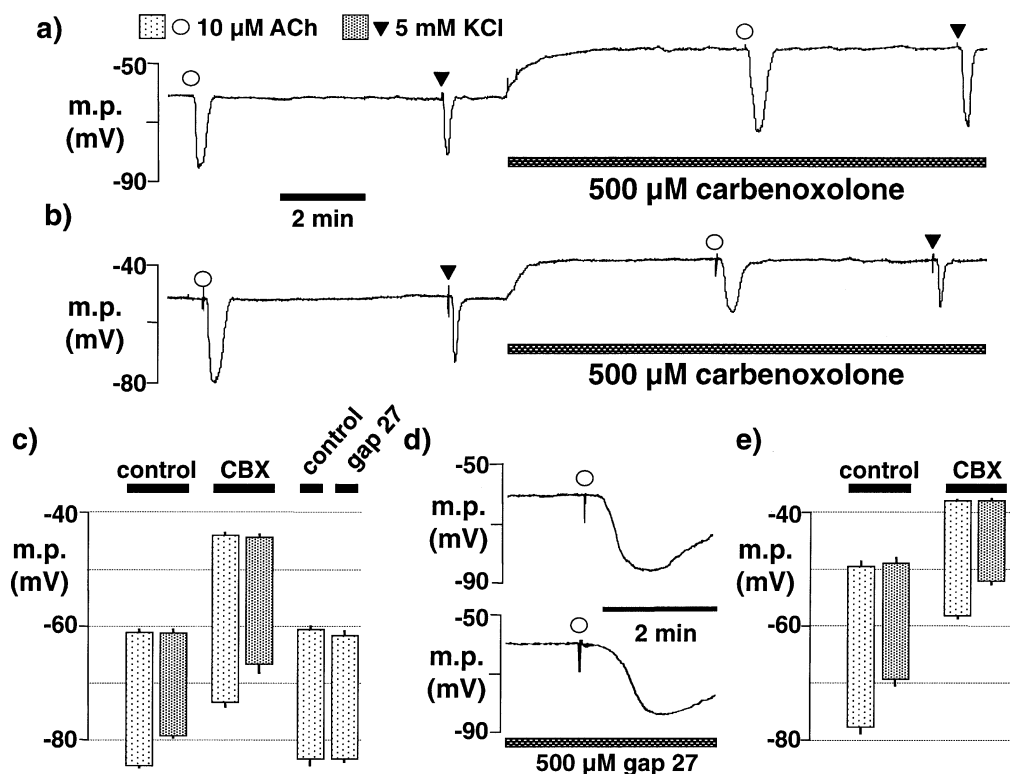 a) 10 µM ACh 5 mM KCl
-50
m.p.
(mV)
-90
2 min
500 µM carbenoxolone
b)
-40
m.p.
(mV)
-80
500 µM carbenoxolone
c)
control CBX control gap 27
-40
m.p.
(mV)
-60
-80
d)
-50
m.p.
(mV)
-90
2 min
-50
m.p.
(mV)
-90
500 µM gap 27
e)
control CBX
-40
m.p.
(mV)
-60
-80